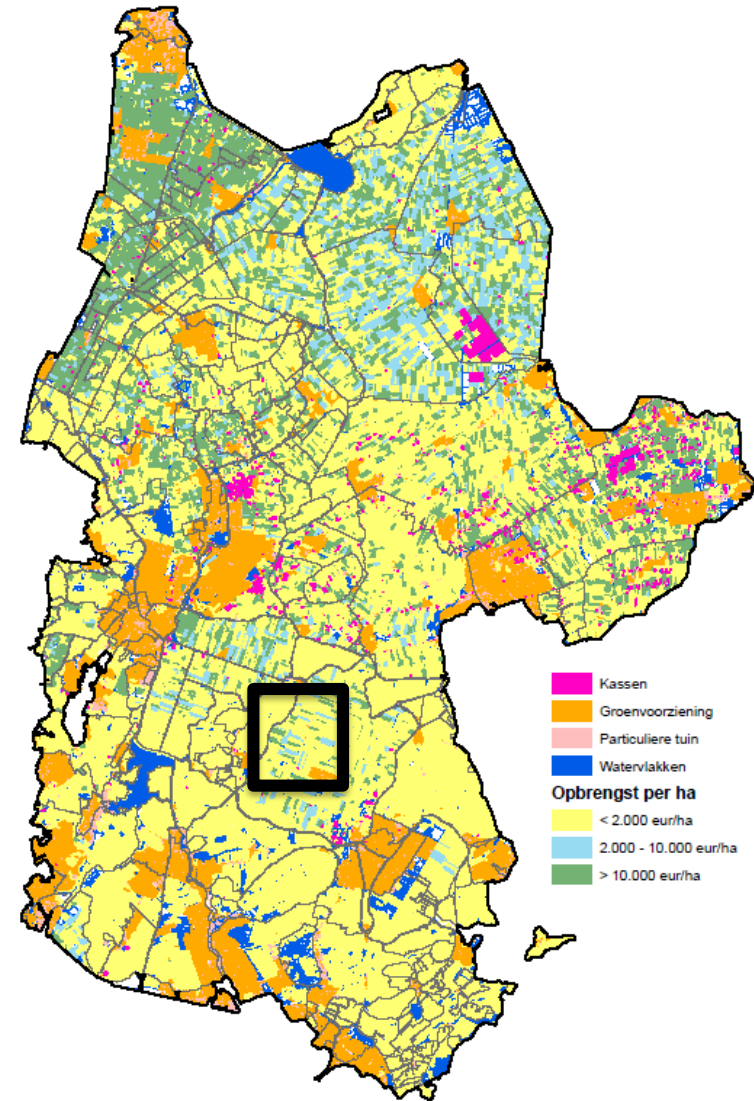 Kassen
Groenvoorziening
Particuliere tuin
Watervlakken
Opbrengst per ha
< 2.000 eur/ha
2.000 - 10.000 eur/ha
> 10.000 eur/ha